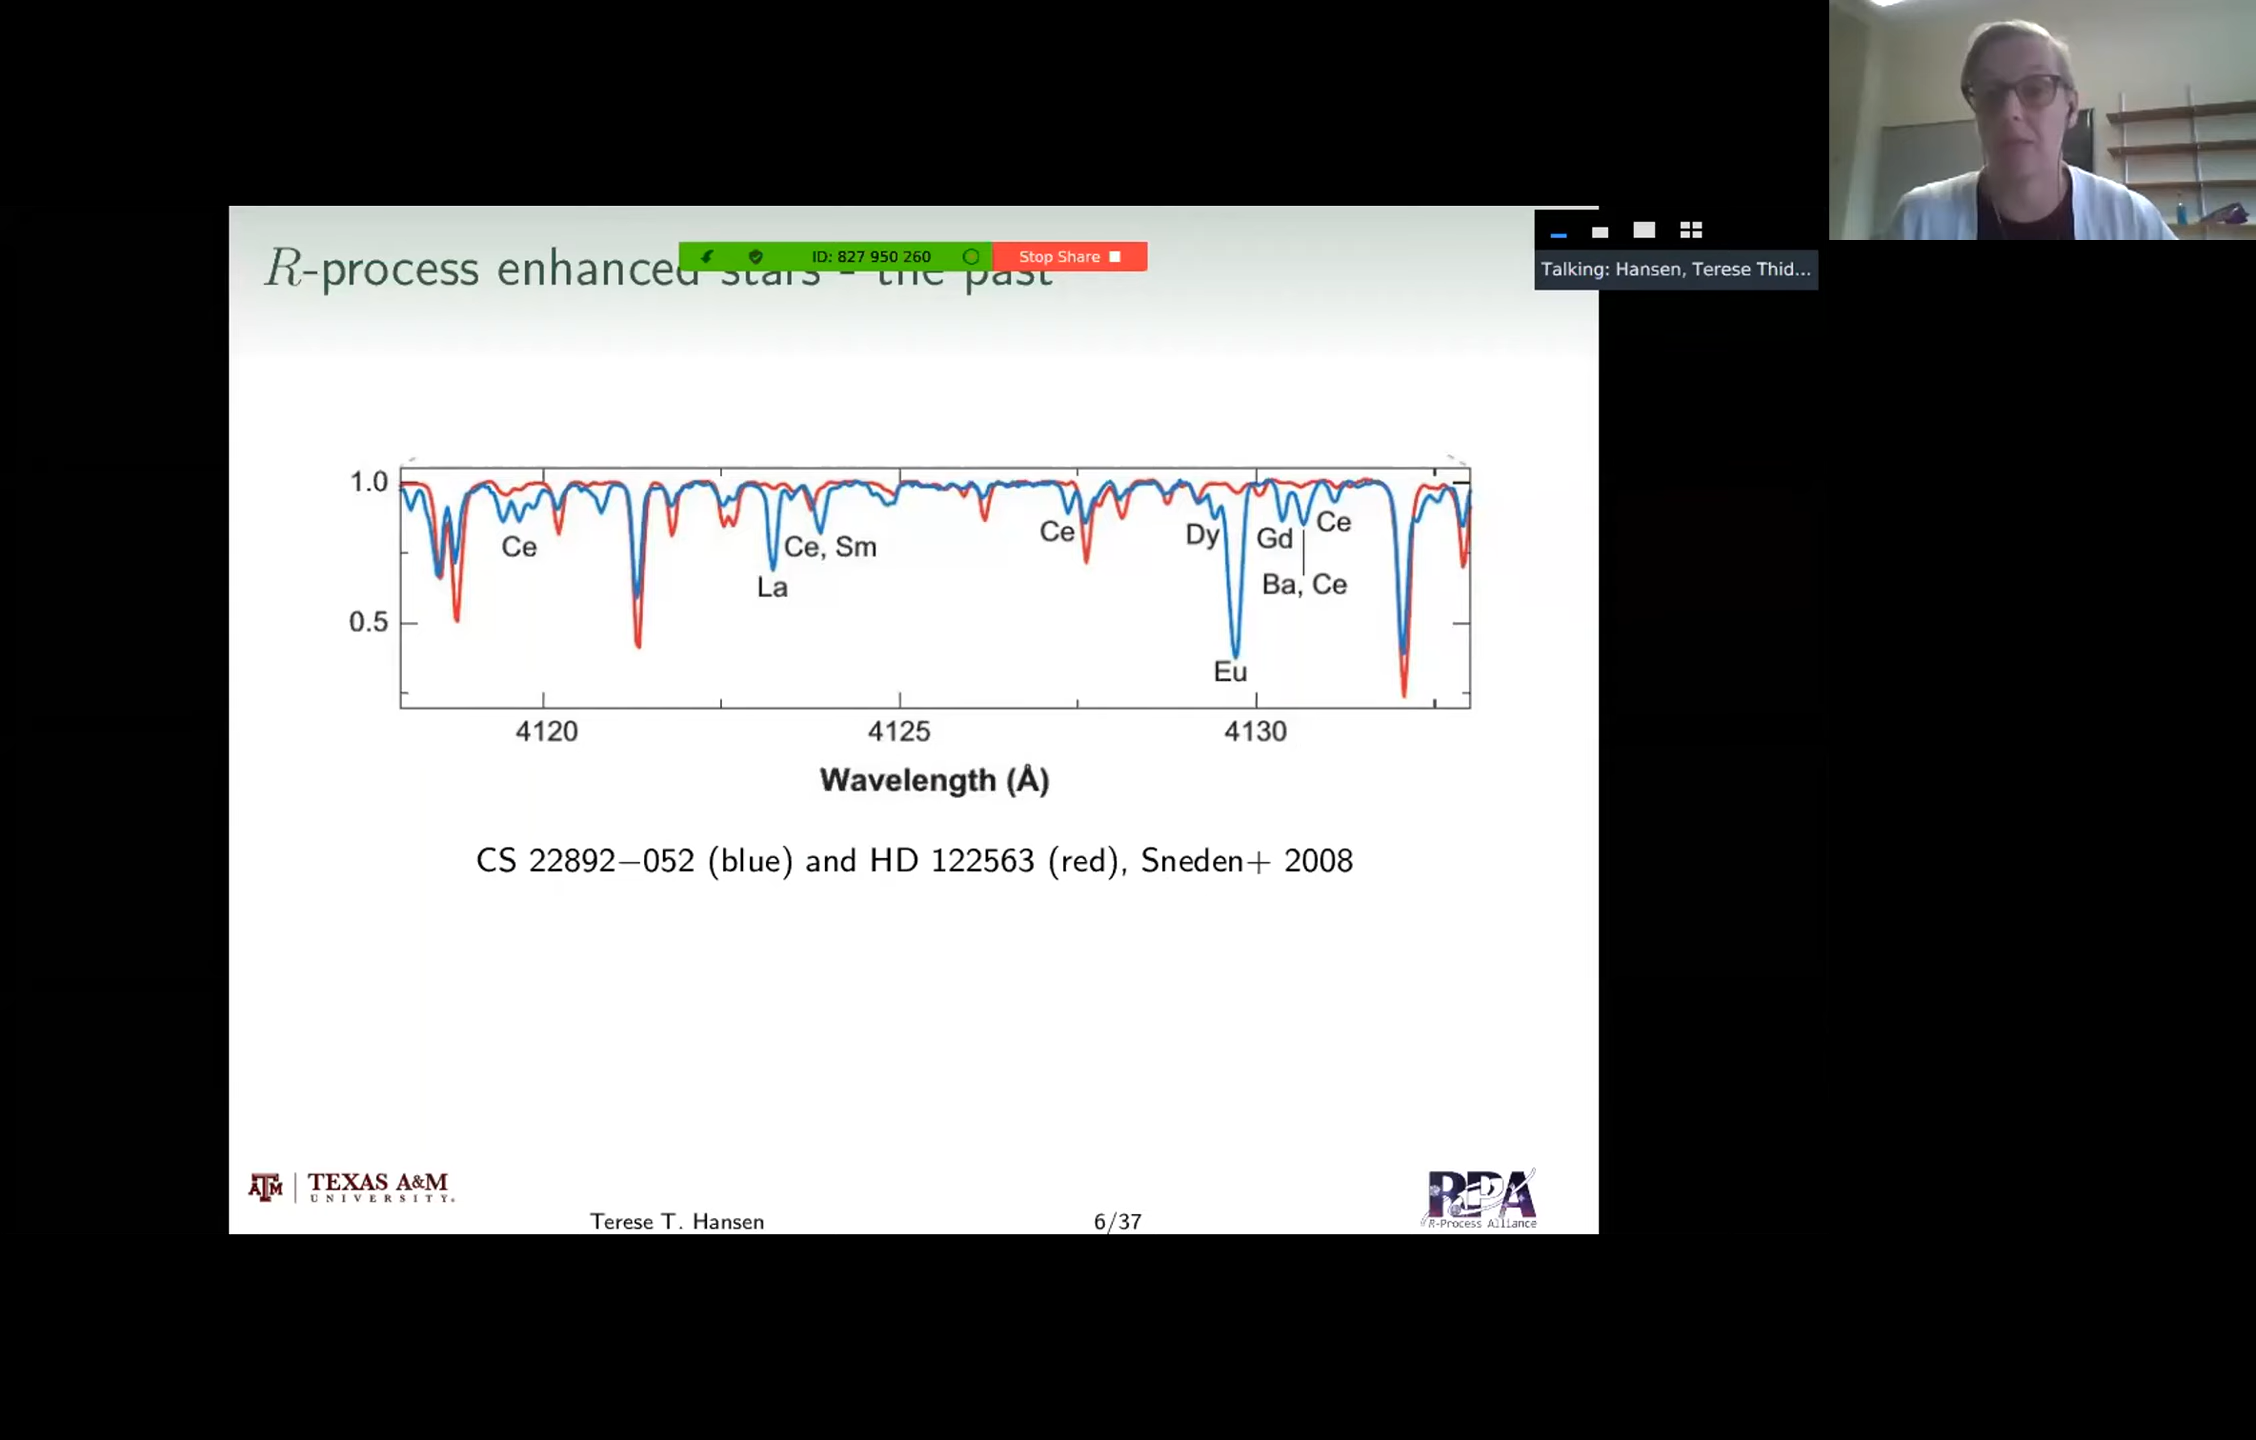 R-process enhanced stars - the past
ID: 827 950 260
Stop Share
Talking: Hansen, Terese Thid...
1.0
0.5
Ce
La
Ce, Sm
Ce
Dy
Eu
Gd
Ba, Ce
Ce
4120
4125
4130
Wavelength (Å)
CS 22892−052 (blue) and HD 122563 (red), Sneden+ 2008
ATM
TEXAS A&M
UNIVERSITY.
Terese T. Hansen
6/37
RPA
R-Process Alliance